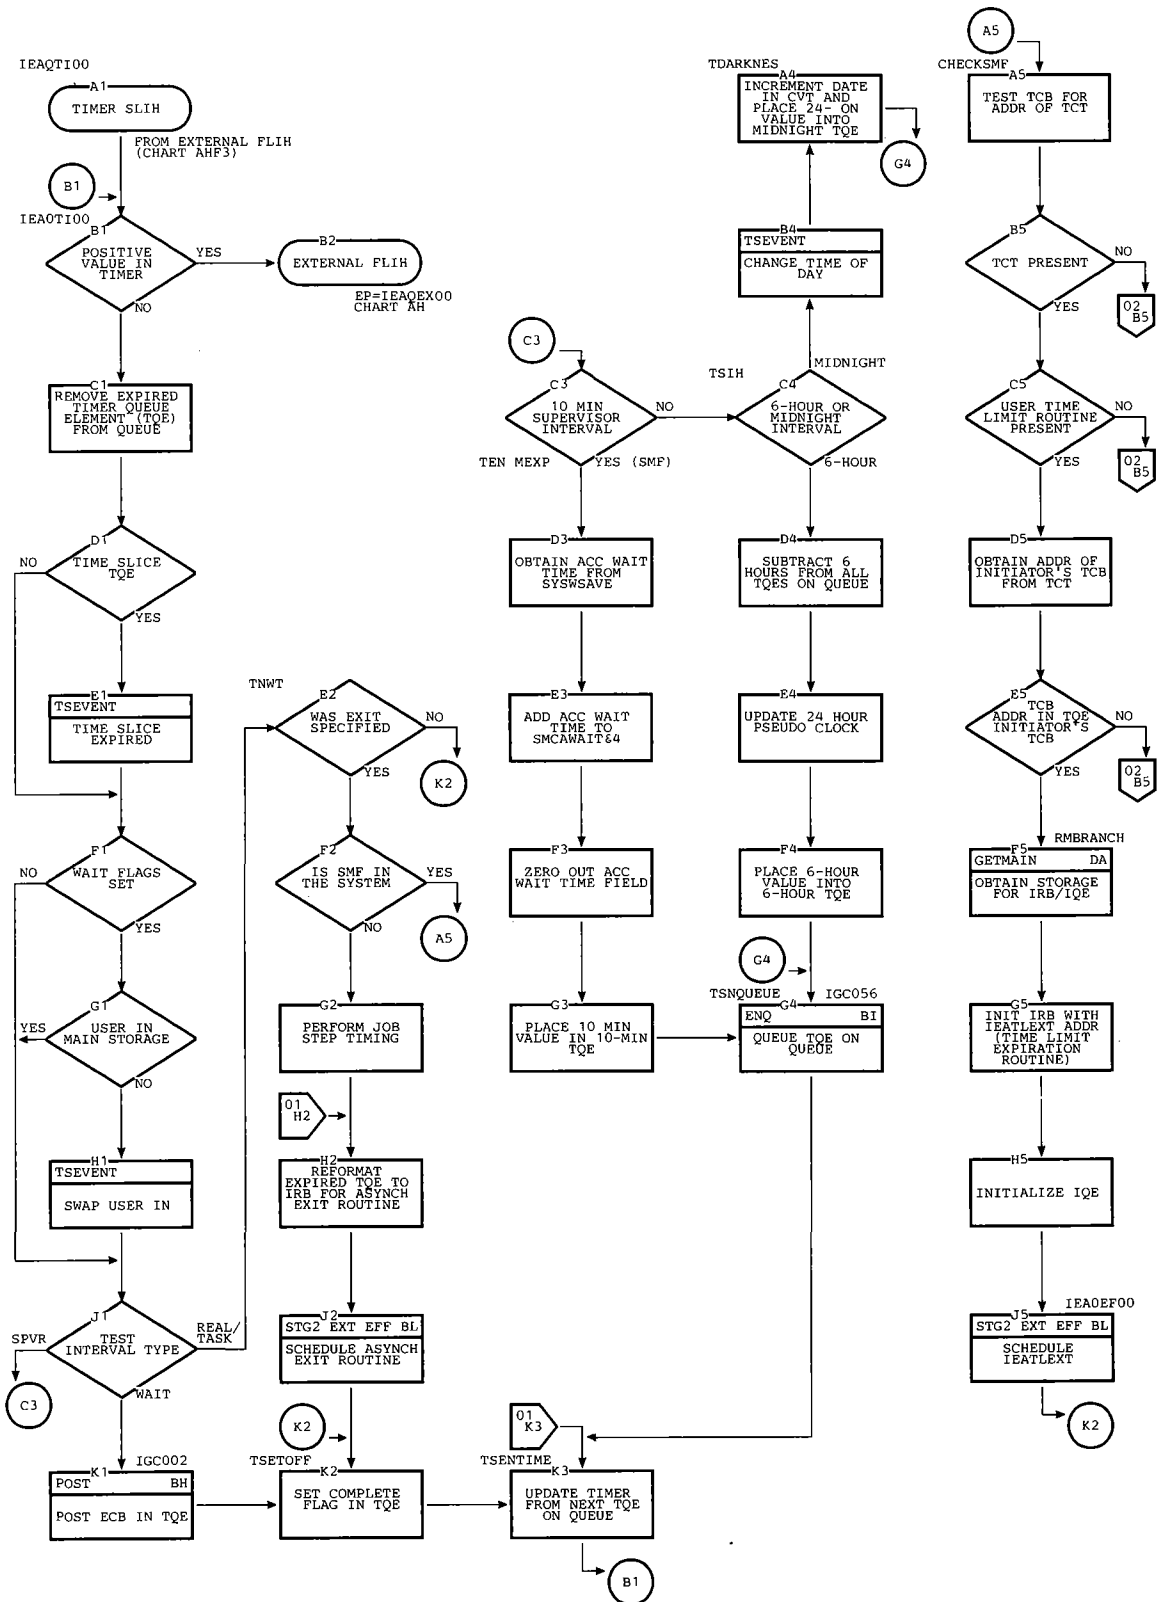 IEAQTI00
A1
TIMER SLIH
FROM EXTERNAL FLIH
(CHART AHF3)
B1
IEAOTI00
B1
POSITIVE
VALUE IN
TIMER
YES
NO
B2
EXTERNAL FLIH
EP=IEAQEX00
CHART AH
C1
REMOVE EXPIRED
TIMER QUEUE
ELEMENT (TQE)
FROM QUEUE
D1
TIME SLICE
TQE
NO
YES
E1
TSEVENT
TIME SLICE
EXPIRED
F1
WAIT FLAGS
SET
NO
YES
G1
USER IN
MAIN STORAGE
YES
NO
H1
TSEVENT
SWAP USER IN
J1
TEST
INTERVAL TYPE
SPVR
REAL/
TASK
WAIT
C3
IGC002
K1
POST BH
POST ECB IN TQE
TNWT
E2
WAS EXIT
SPECIFIED
NO
YES
K2
F2
IS SMF IN
THE SYSTEM
YES
NO
A5
G2
PERFORM JOB
STEP TIMING
01
H2
H2
REFORMAT
EXPIRED TQE TO
IRB FOR ASYNCH
EXIT ROUTINE
J2
STG2 EXT EFF BL
SCHEDULE ASYNCH
EXIT ROUTINE
K2
TSETOFF
K2
SET COMPLETE
FLAG IN TQE
C3
C3
10 MIN
SUPERVISOR
INTERVAL
NO
TEN MEXP
YES (SMF)
D3
OBTAIN ACC WAIT
TIME FROM
SYSWSAVE
E3
ADD ACC WAIT
TIME TO
SMCAWAIT&4
F3
ZERO OUT ACC
WAIT TIME FIELD
G3
PLACE 10 MIN
VALUE IN 10-MIN
TQE
01
K3
TSENTIME
K3
UPDATE TIMER
FROM NEXT TQE
ON QUEUE
B1
TDARKNES
A4
INCREMENT DATE
IN CVT AND
PLACE 24- ON
VALUE INTO
MIDNIGHT TQE
G4
B4
TSEVENT
CHANGE TIME OF
DAY
MIDNIGHT
TSIH
C4
6-HOUR OR
MIDNIGHT
INTERVAL
6-HOUR
D4
SUBTRACT 6
HOURS FROM ALL
TQES ON QUEUE
E4
UPDATE 24 HOUR
PSEUDO CLOCK
F4
PLACE 6-HOUR
VALUE INTO
6-HOUR TQE
G4
TSNQUEUE
IGC056
G4
ENQ BI
QUEUE TQE ON
QUEUE
A5
CHECKSMF
A5
TEST TCB FOR
ADDR OF TCT
B5
TCT PRESENT
NO
YES
02
B5
C5
USER TIME
LIMIT ROUTINE
PRESENT
NO
YES
02
B5
D5
OBTAIN ADDR OF
INITIATOR'S TCB
FROM TCT
E5
TCB
ADDR IN TQE
INITIATOR'S
TCB
NO
YES
02
B5
RMBRANCH
F5
GETMAIN DA
OBTAIN STORAGE
FOR IRB/IQE
G5
INIT IRB WITH
IEATLEXT ADDR
(TIME LIMIT
EXPIRATION
ROUTINE)
H5
INITIALIZE IQE
IEA0EF00
J5
STG2 EXT EFF BL
SCHEDULE
IEATLEXT
K2